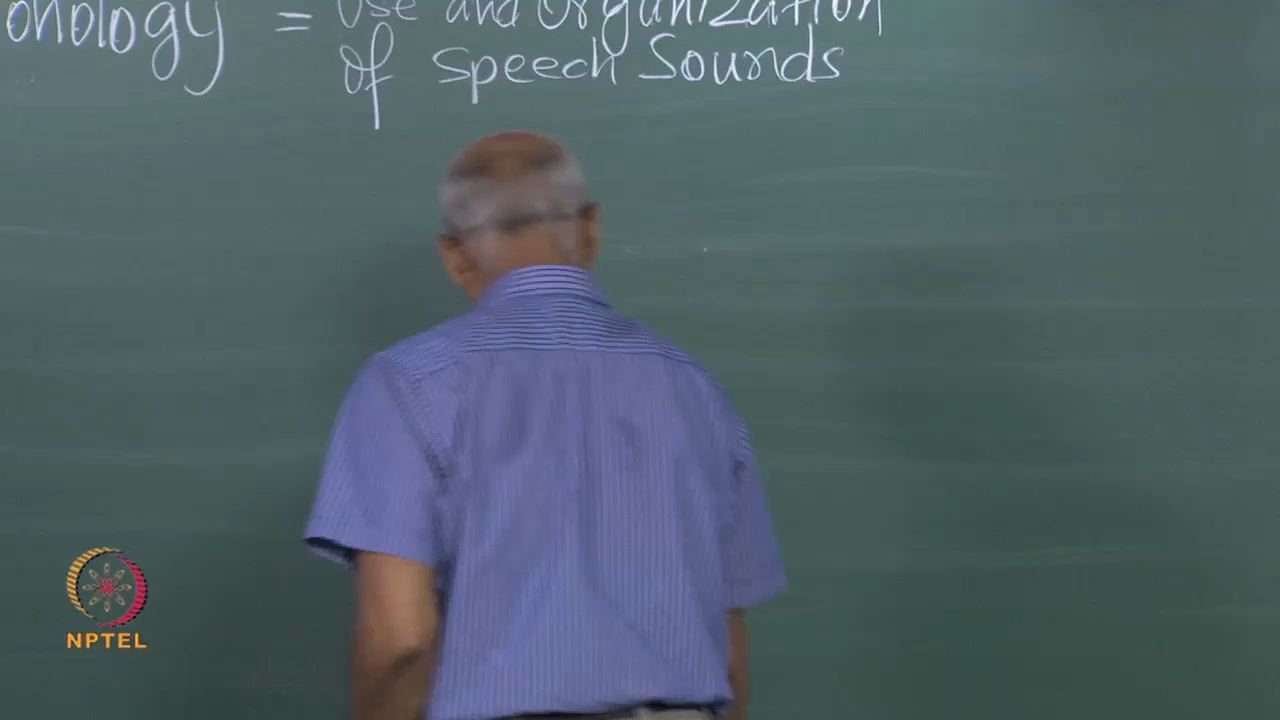 onology = Use and Organization
of Speech Sounds
NPTEL